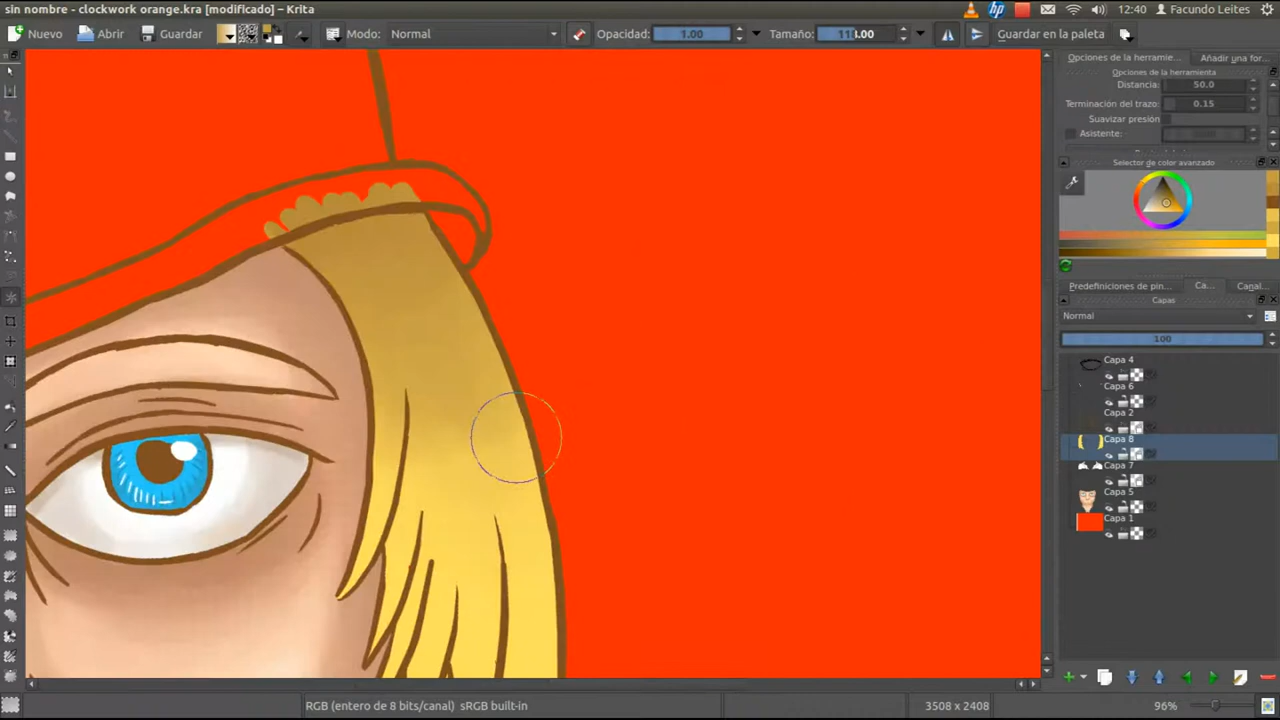 sin nombre - clockwork orange.kra [modificado] - Krita
12:40
Facundo Leites
Nuevo
Abrir
Guardar
Modo: Normal
Opacidad: 1.00
Tamaño: 118.00
Guardar en la paleta
Opciones de la herramie...
Añadir una for...
Opciones de la herramienta
Distancia: 50.0
Terminación del trazo: 0.15
Suavizar presión
Asistente:
Selector de color avanzado
Predefiniciones de pin...
Ca...
Canal...
Capas
Normal
100
Capa 4
Capa 6
Capa 2
Capa 8
Capa 7
Capa 5
Capa 1
RGB (entero de 8 bits/canal) sRGB built-in
3508 x 2408
96%